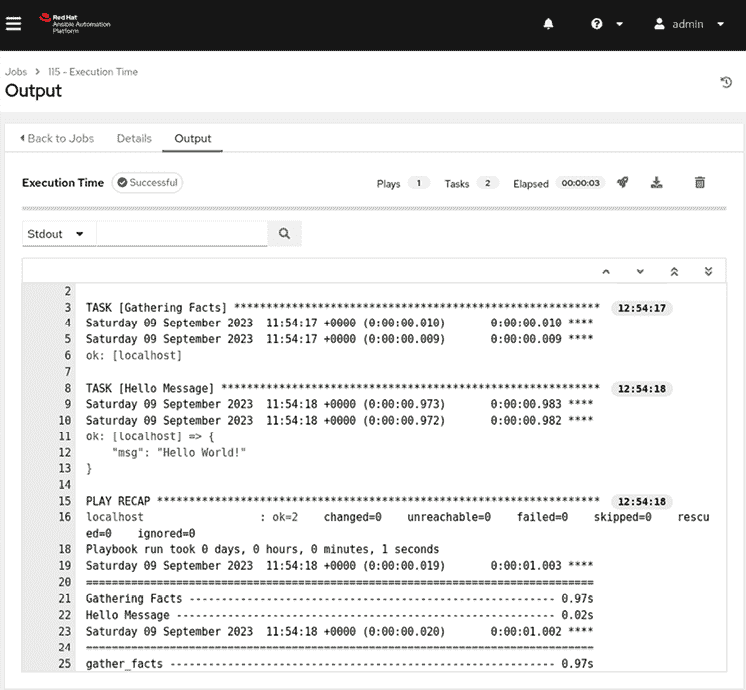 Red Hat
Ansible Automation
Platform
admin
Jobs > 115 - Execution Time
Output
Back to Jobs Details Output
Execution Time Successful Plays 1 Tasks 2 Elapsed 00:00:03
Stdout
2
3 TASK [Gathering Facts] ********************************************************* 12:54:17
4 Saturday 09 September 2023  11:54:17 +0000 (0:00:00.010)       0:00:00.010 ****
5 Saturday 09 September 2023  11:54:17 +0000 (0:00:00.009)       0:00:00.009 ****
6 ok: [localhost]
7
8 TASK [Hello Message] *********************************************************** 12:54:18
9 Saturday 09 September 2023  11:54:18 +0000 (0:00:00.973)       0:00:00.983 ****
10 Saturday 09 September 2023  11:54:18 +0000 (0:00:00.972)       0:00:00.982 ****
11 ok: [localhost] => {
12     "msg": "Hello World!"
13 }
14
15 PLAY RECAP ********************************************************************* 12:54:18
16 localhost                  : ok=2    changed=0    unreachable=0    failed=0    skipped=0    rescu
ed=0    ignored=0
18 Playbook run took 0 days, 0 hours, 0 minutes, 1 seconds
19 Saturday 09 September 2023  11:54:18 +0000 (0:00:00.019)       0:00:01.003 ****
20 ===============================================================================
21 Gathering Facts --------------------------------------------------------- 0.97s
22 Hello Message ----------------------------------------------------------- 0.02s
23 Saturday 09 September 2023  11:54:18 +0000 (0:00:00.020)       0:00:01.002 ****
24 ===============================================================================
25 gather_facts ------------------------------------------------------------ 0.97s